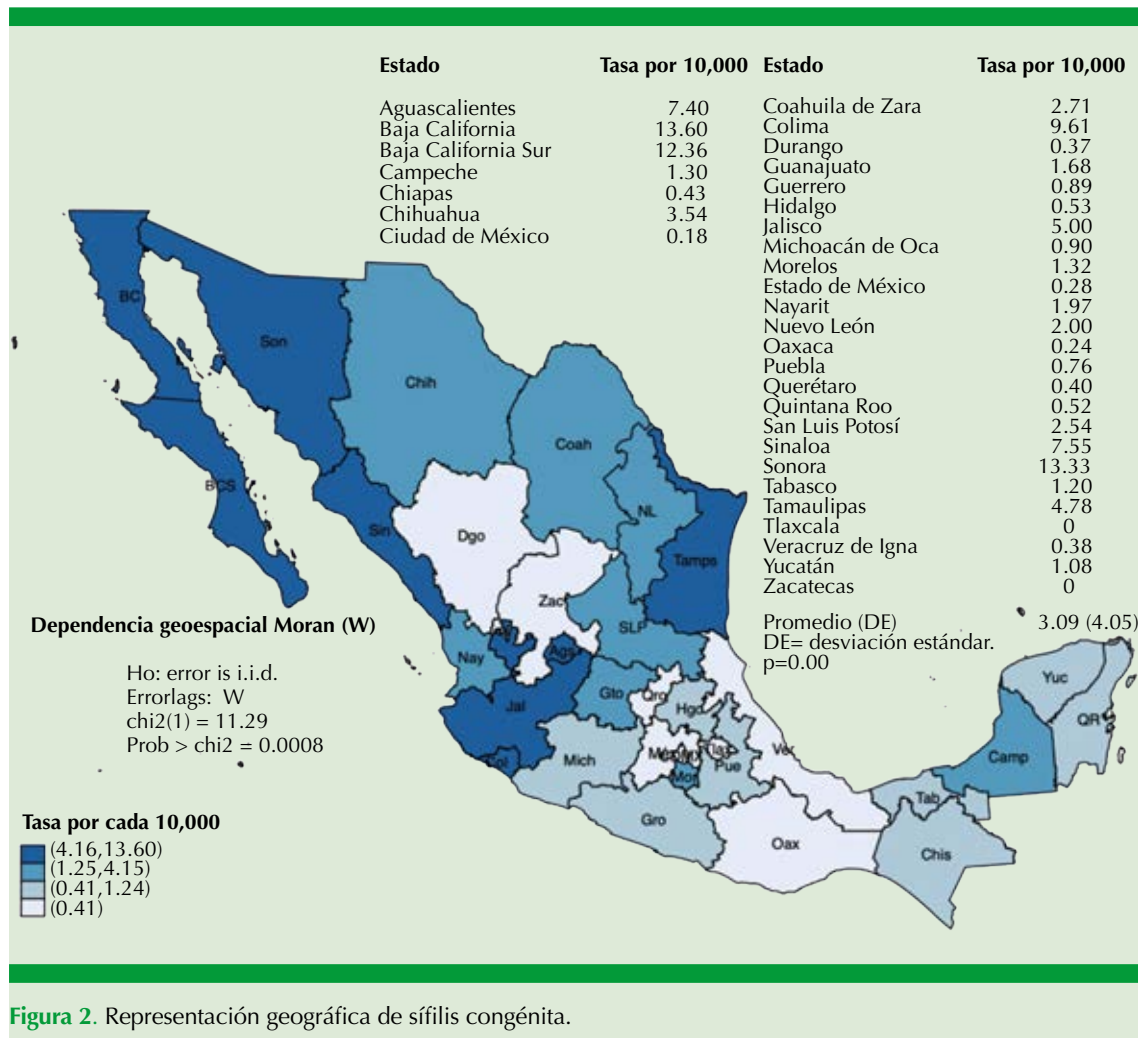 Estado Tasa por 10,000
Aguascalientes 7.40
Baja California 13.60
Baja California Sur 12.36
Campeche 1.30
Chiapas 0.43
Chihuahua 3.54
Ciudad de México 0.18
Estado Tasa por 10,000
Coahuila de Zara 2.71
Colima 9.61
Durango 0.37
Guanajuato 1.68
Guerrero 0.89
Hidalgo 0.53
Jalisco 5.00
Michoacán de Oca 0.90
Morelos 1.32
Estado de México 0.28
Nayarit 1.97
Nuevo León 2.00
Oaxaca 0.24
Puebla 0.76
Querétaro 0.40
Quintana Roo 0.52
San Luis Potosí 2.54
Sinaloa 7.55
Sonora 13.33
Tabasco 1.20
Tamaulipas 4.78
Tlaxcala 0
Veracruz de Igna 0.38
Yucatán 1.08
Zacatecas 0
Promedio (DE) 3.09 (4.05)
DE= desviación estándar.
p=0.00
BC
Son
Chih
Coah
BCS
NL
Sin
Dgo
Tamps
Zac
SLP
Nay
Ags
Gto
Qro
Hgo
Jal
Yuc
QR
Camp
Ver
Tlax
Mich
Pue
Col
Mor
Tab
Gro
Oax
Chis
Dependencia geoespacial Moran (W)
Ho: error is i.i.d.
Errorlags: W
chi2(1) = 11.29
Prob > chi2 = 0.0008
Tasa por cada 10,000
(4.16,13.60)
(1.25,4.15)
(0.41,1.24)
(0.41)
Figura 2. Representación geográfica de sífilis congénita.